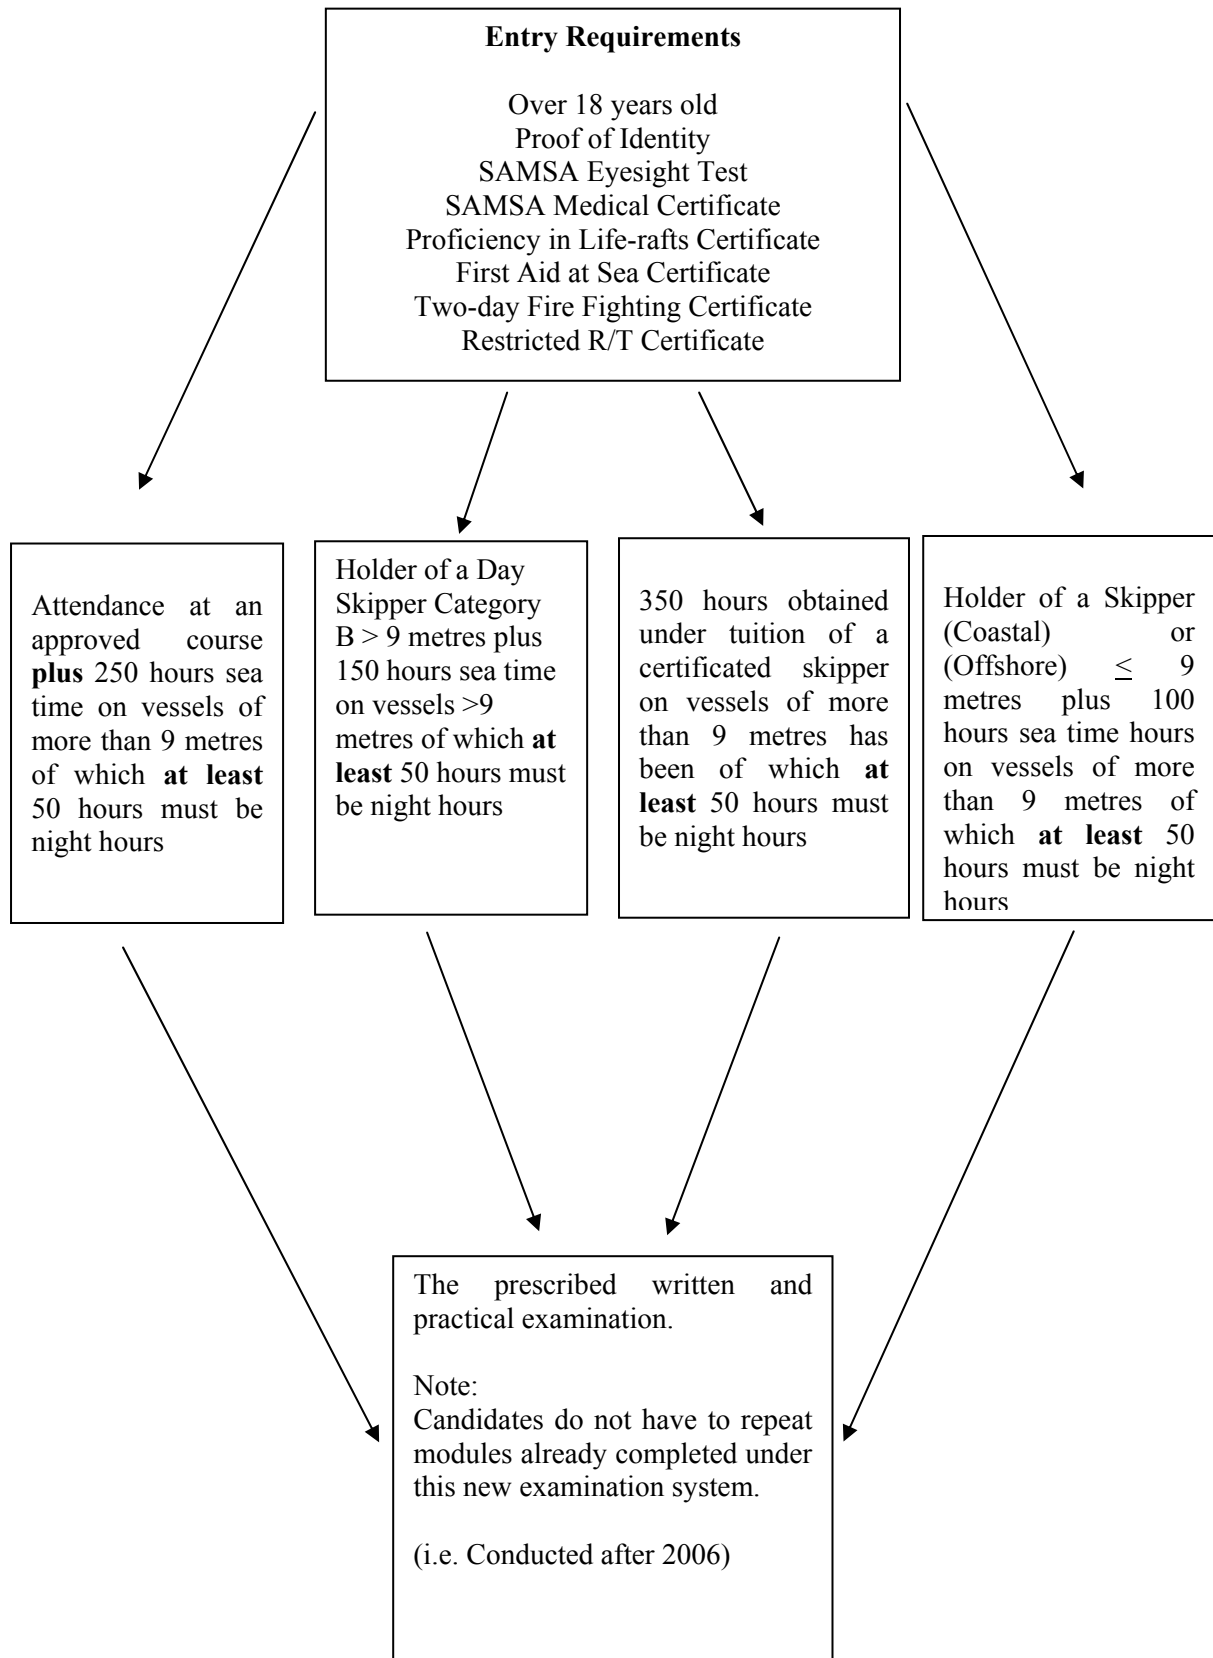 Entry Requirements
Over 18 years old
Proof of Identity
SAMSA Eyesight Test
SAMSA Medical Certificate
Proficiency in Life-rafts Certificate
First Aid at Sea Certificate
Two-day Fire Fighting Certificate
Restricted R/T Certificate
Attendance at an
approved course
plus 250 hours sea
time on vessels of
more than 9 metres
of which at least
50 hours must be
night hours
Holder of a Day
Skipper Category
B > 9 metres plus
150 hours sea time
on vessels >9
metres of which at
least 50 hours must
be night hours
350 hours obtained
under tuition of a
certificated skipper
on vessels of more
than 9 metres has
been of which at
least 50 hours must
be night hours
Holder of a Skipper
(Coastal) or
(Offshore) ≤ 9
metres plus 100
hours sea time hours
on vessels of more
than 9 metres of
which at least 50
hours must be night
hours
The prescribed written and
practical examination.
Note:
Candidates do not have to repeat
modules already completed under
this new examination system.
(i.e. Conducted after 2006)